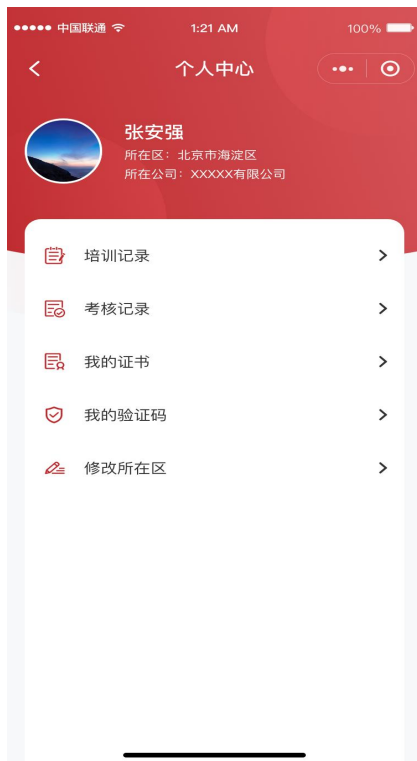 中国联通 1:21 AM 100%
个人中心
张安强
所在区：北京市海淀区
所在公司：XXXXX有限公司
培训记录
考核记录
我的证书
我的验证码
修改所在区